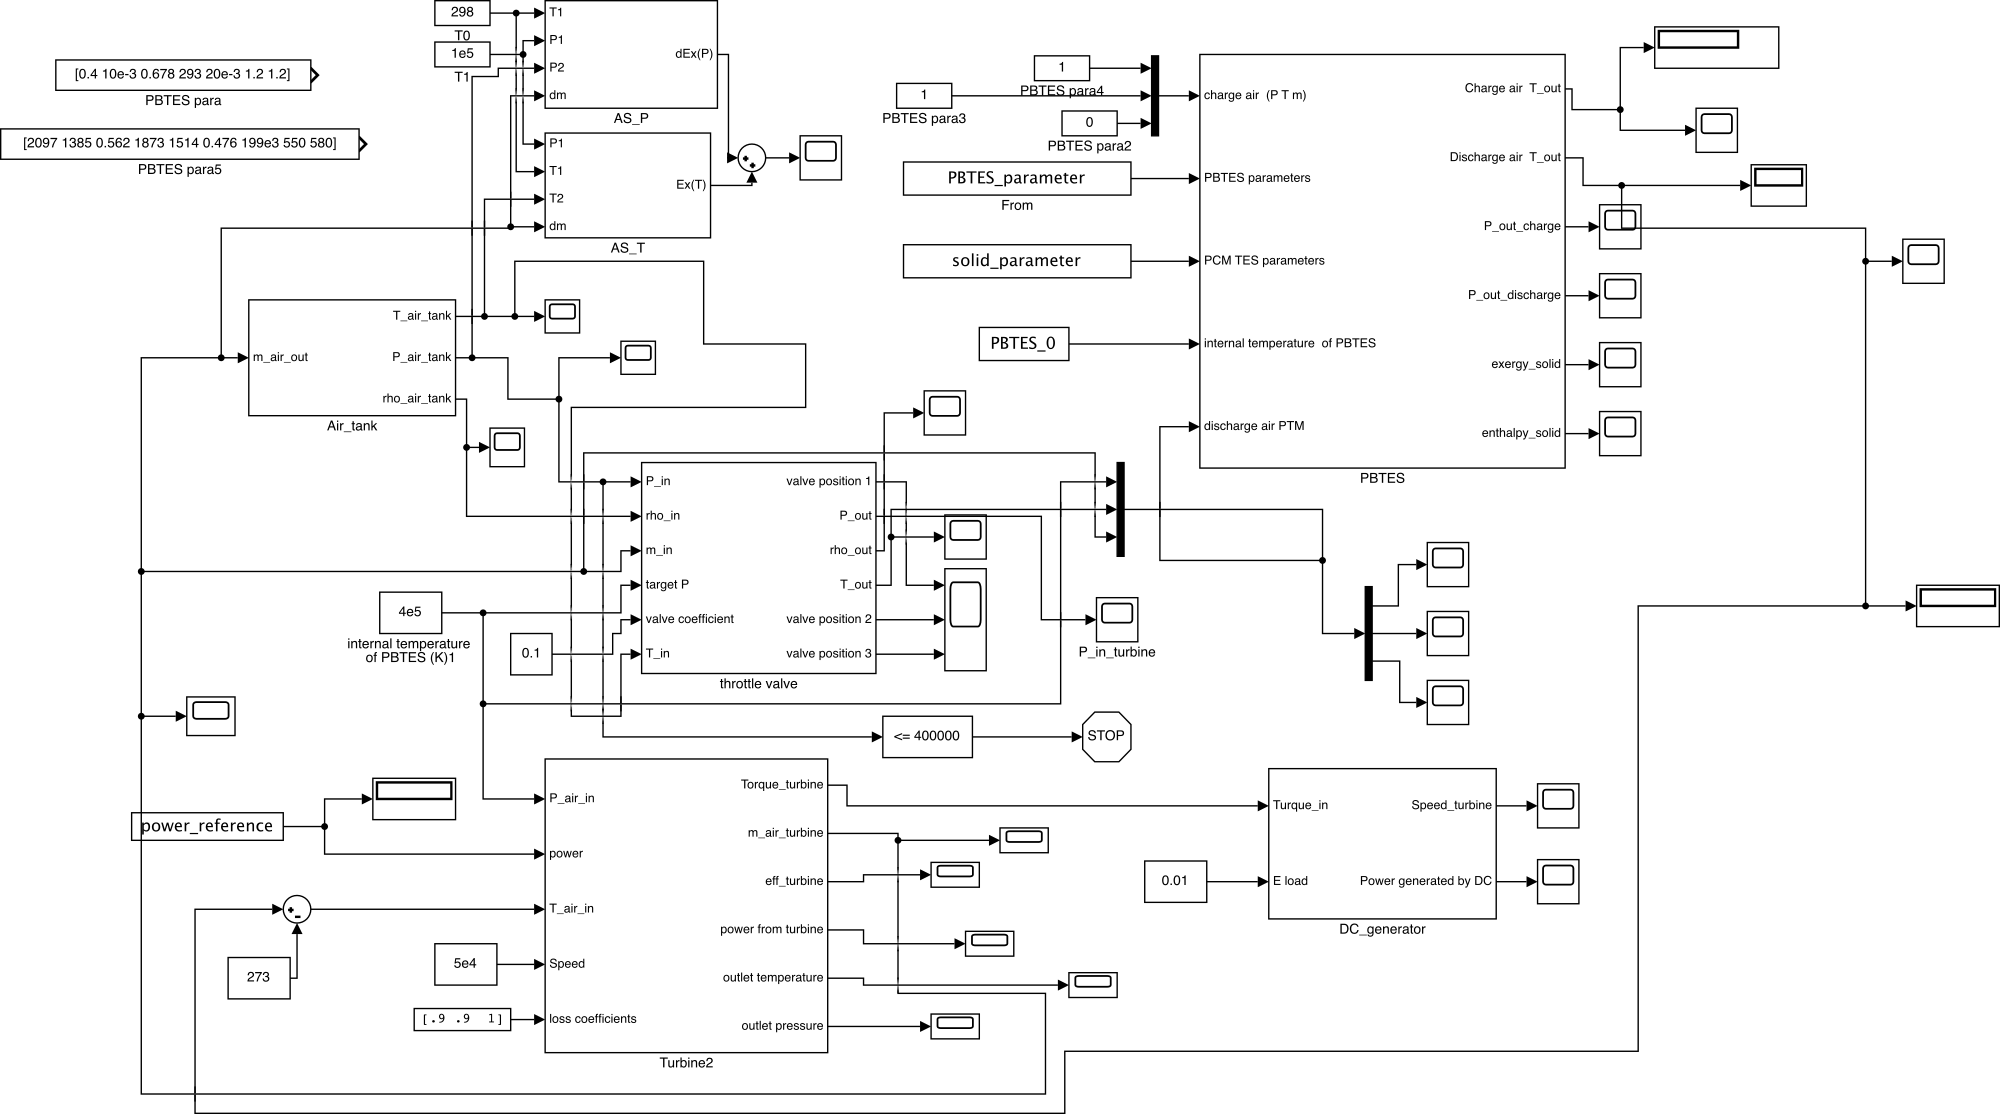 298
T0
1e5
T1
T1
P1
P2
dm
dEx(P)
AS_P
P1
T1
T2
dm
Ex(T)
AS_T
[0.4 10e-3 0.678 293 20e-3 1.2 1.2]
PBTES para
[2097 1385 0.562 1873 1514 0.476 199e3 550 580]
PBTES para5
1
PBTES para4
1
PBTES para3
0
PBTES para2
PBTES_parameter
From
solid_parameter
PBTES_0
charge air (P T m)
PBTES parameters
PCM TES parameters
internal temperature of PBTES
discharge air PTM
Charge air T_out
Discharge air T_out
P_out_charge
P_out_discharge
exergy_solid
enthalpy_solid
PBTES
m_air_out
T_air_tank
P_air_tank
rho_air_tank
Air_tank
P_in
rho_in
m_in
target P
valve coefficient
T_in
valve position 1
P_out
rho_out
T_out
valve position 2
valve position 3
throttle valve
4e5
internal temperature
of PBTES (K)1
0.1
P_in_turbine
<= 400000
STOP
power_reference
273
5e4
[.9 .9 1]
P_air_in
power
T_air_in
Speed
loss coefficients
Torque_turbine
m_air_turbine
eff_turbine
power from turbine
outlet temperature
outlet pressure
Turbine2
0.01
Turque_in
E load
Speed_turbine
Power generated by DC
DC_generator